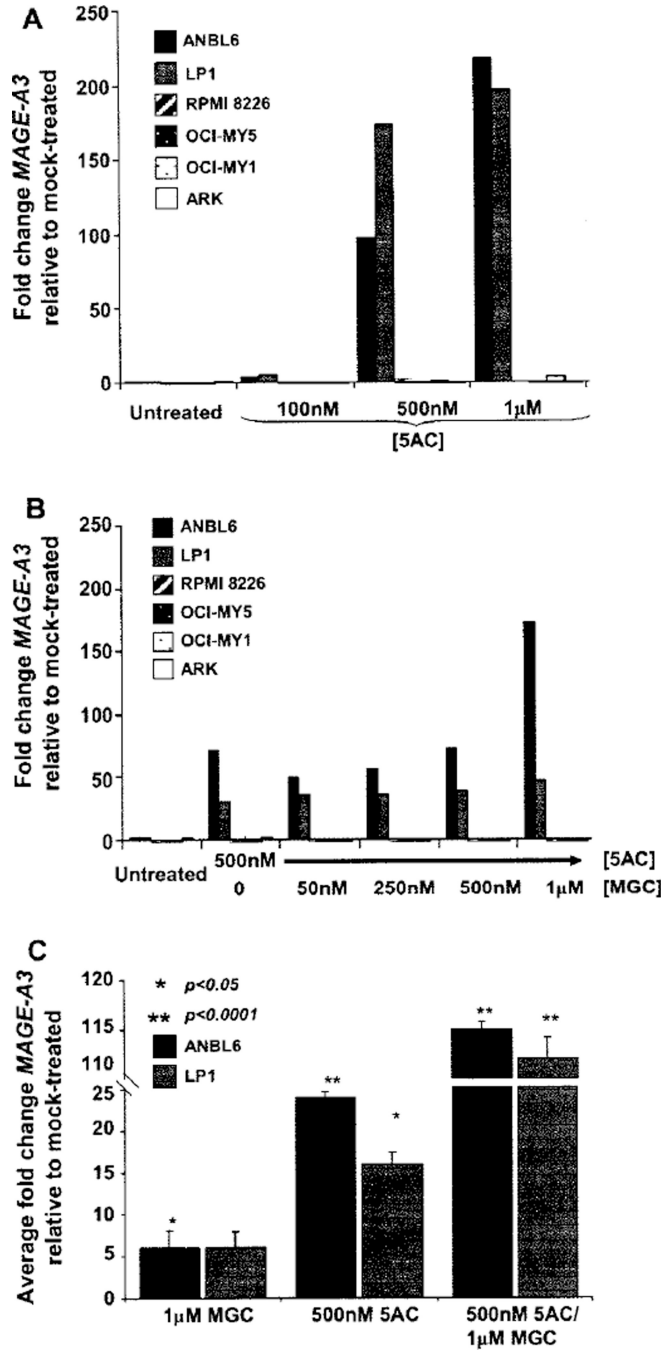 A
Fold change MAGE-A3
relative to mock-treated
250
200
150
100
50
0
ANBL6
LP1
RPMI 8226
OCI-MY5
OCI-MY1
ARK
Untreated
100nM
500nM
1μM
[5AC]
B
Fold change MAGE-A3
relative to mock-treated
250
200
150
100
50
0
ANBL6
LP1
RPMI 8226
OCI-MY5
OCI-MY1
ARK
Untreated
500nM
[5AC]
0
50nM
250nM
500nM
1μM
[MGC]
C
Average fold change MAGE-A3
relative to mock-treated
120
115
110
25
20
15
10
5
0
* p<0.05
** p<0.0001
ANBL6
LP1
*
**
*
**
**
1μM MGC
500nM 5AC
500nM 5AC/
1μM MGC